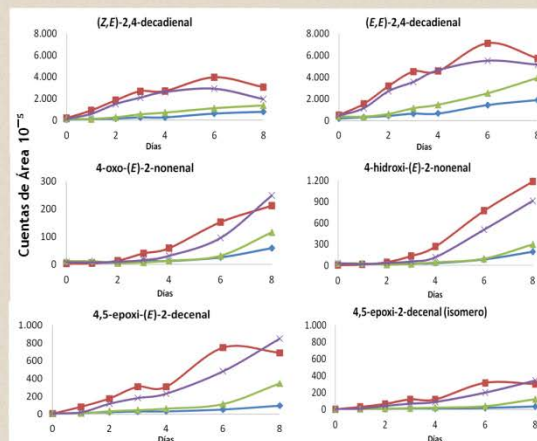 (Z,E)-2,4-decadienal
8.000
6.000
4.000
2.000
0
0 2 4 6 8
Días
(E,E)-2,4-decadienal
8.000
6.000
4.000
2.000
0
0 2 4 6 8
Días
Cuentas de Área 10⁻⁵
4-oxo-(E)-2-nonenal
300
200
100
0
0 2 4 6 8
Días
4-hidroxi-(E)-2-nonenal
1.200
900
600
300
0
0 2 4 6 8
Días
4,5-epoxi-(E)-2-decenal
1.000
800
600
400
200
0
0 2 4 6 8
Días
4,5-epoxi-2-decenal (isomero)
1.000
800
600
400
200
0
0 2 4 6 8
Días